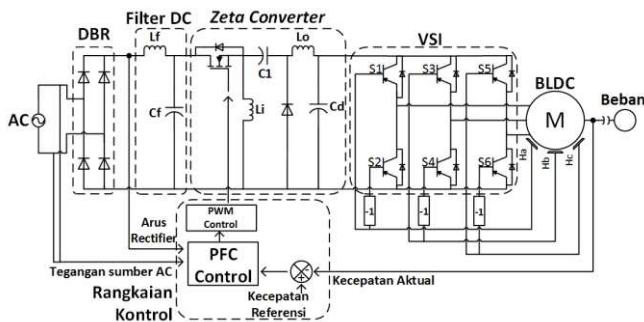 DBR
Filter DC
Zeta Converter
VSI
BLDC
Beban
AC
Lf
Cf
C1
Lo
Li
Cd
S1
S3
S5
S2
S4
S6
M
Ha
Hb
Hc
-1
-1
-1
PWM
Control
PFC
Control
Arus
Rectifier
Tegangan sumber AC
Rangkaian
Kontrol
Kecepatan
Referensi
Kecepatan Aktual